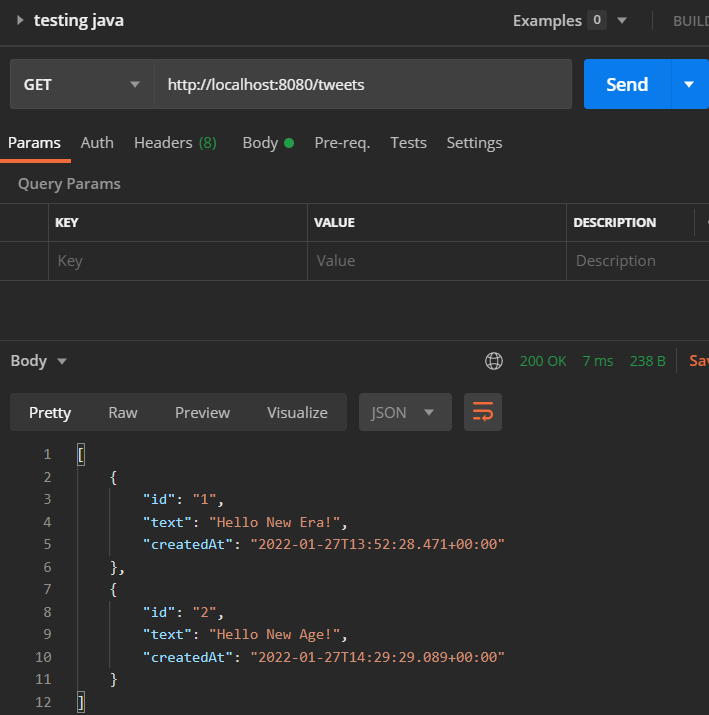 testing java Examples 0 BUILD
GET http://localhost:8080/tweets Send
Params Auth Headers (8) Body Pre-req. Tests Settings
Query Params
KEY VALUE DESCRIPTION
Key Value Description
Body 200 OK 7 ms 238 B Sav
Pretty Raw Preview Visualize JSON
1 [
2 {
3 "id": "1",
4 "text": "Hello New Era!",
5 "createdAt": "2022-01-27T13:52:28.471+00:00"
6 },
7 {
8 "id": "2",
9 "text": "Hello New Age!",
10 "createdAt": "2022-01-27T14:29:29.089+00:00"
11 }
12 ]